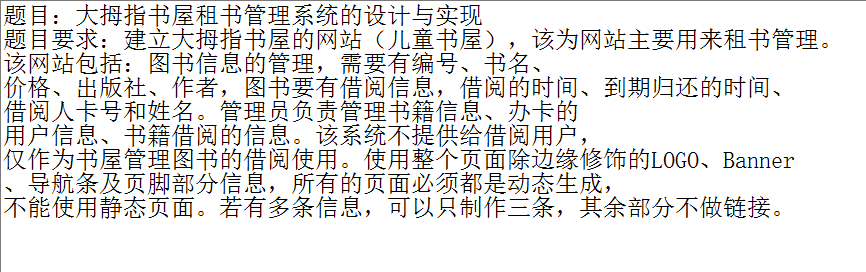 题目：大拇指书屋租书管理系统的设计与实现
题目要求：建立大拇指书屋的网站（儿童书屋），该为网站主要用来租书管理。
该网站包括：图书信息的管理，需要有编号、书名、
价格、出版社、作者，图书要有借阅信息，借阅的时间、到期归还的时间、
借阅人卡号和姓名。管理员负责管理书籍信息、办卡的
用户信息、书籍借阅的信息。该系统不提供给借阅用户，
仅作为书屋管理图书的借阅使用。使用整个页面除边缘修饰的LOGO、Banner
、导航条及页脚部分信息，所有的页面必须都是动态生成，
不能使用静态页面。若有多条信息，可以只制作三条，其余部分不做链接。